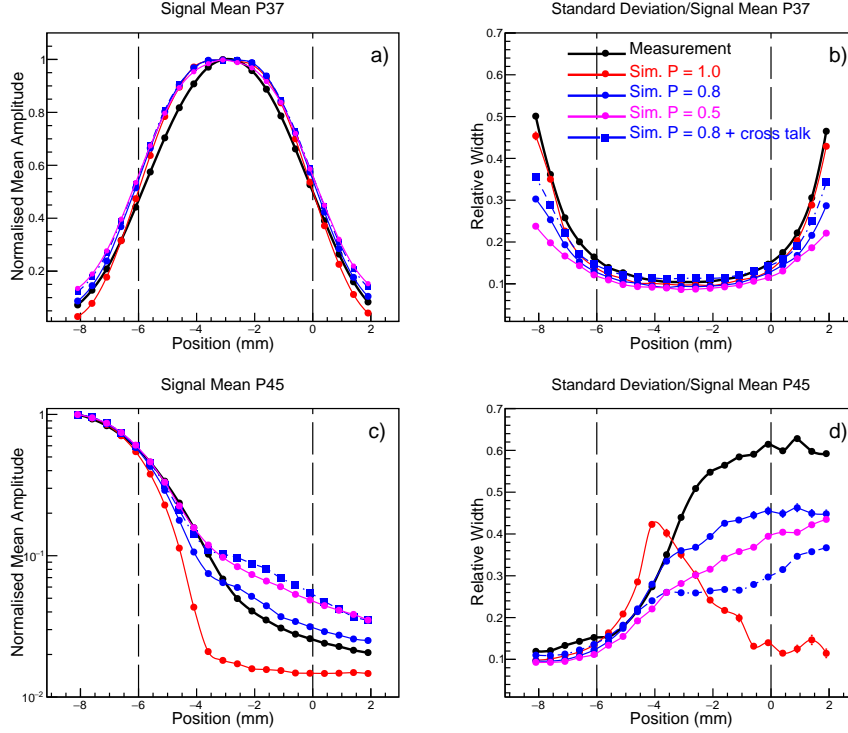 Signal Mean P37
a)
Normalised Mean Amplitude
1
0.8
0.6
0.4
0.2
−8 −6 −4 −2 0 2
Position (mm)
Standard Deviation/Signal Mean P37
b)
Measurement
Sim. P = 1.0
Sim. P = 0.8
Sim. P = 0.5
Sim. P = 0.8 + cross talk
Relative Width
0.7
0.6
0.5
0.4
0.3
0.2
0.1
−8 −6 −4 −2 0 2
Position (mm)
Signal Mean P45
c)
Normalised Mean Amplitude
1
10−1
10−2
−8 −6 −4 −2 0 2
Position (mm)
Standard Deviation/Signal Mean P45
d)
Relative Width
0.7
0.6
0.5
0.4
0.3
0.2
0.1
−8 −6 −4 −2 0 2
Position (mm)